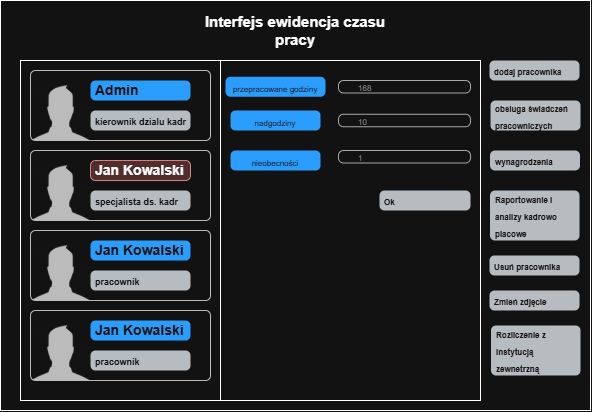 Interfejs ewidencja czasu
pracy
Admin
kierownik dzialu kadr
Jan Kowalski
specjalista ds. kadr
Jan Kowalski
pracownik
Jan Kowalski
pracownik
przepracowane godziny
168
nadgodziny
10
nieobecności
1
Ok
dodaj pracownika
obsluga świadczeń
pracowniczych
wynagrodzenia
Raportowanie i
analizy kadrowo
placowe
Usuń pracownika
Zmień zdjęcie
Rozliczenie z
instytucją
zewnetrzną